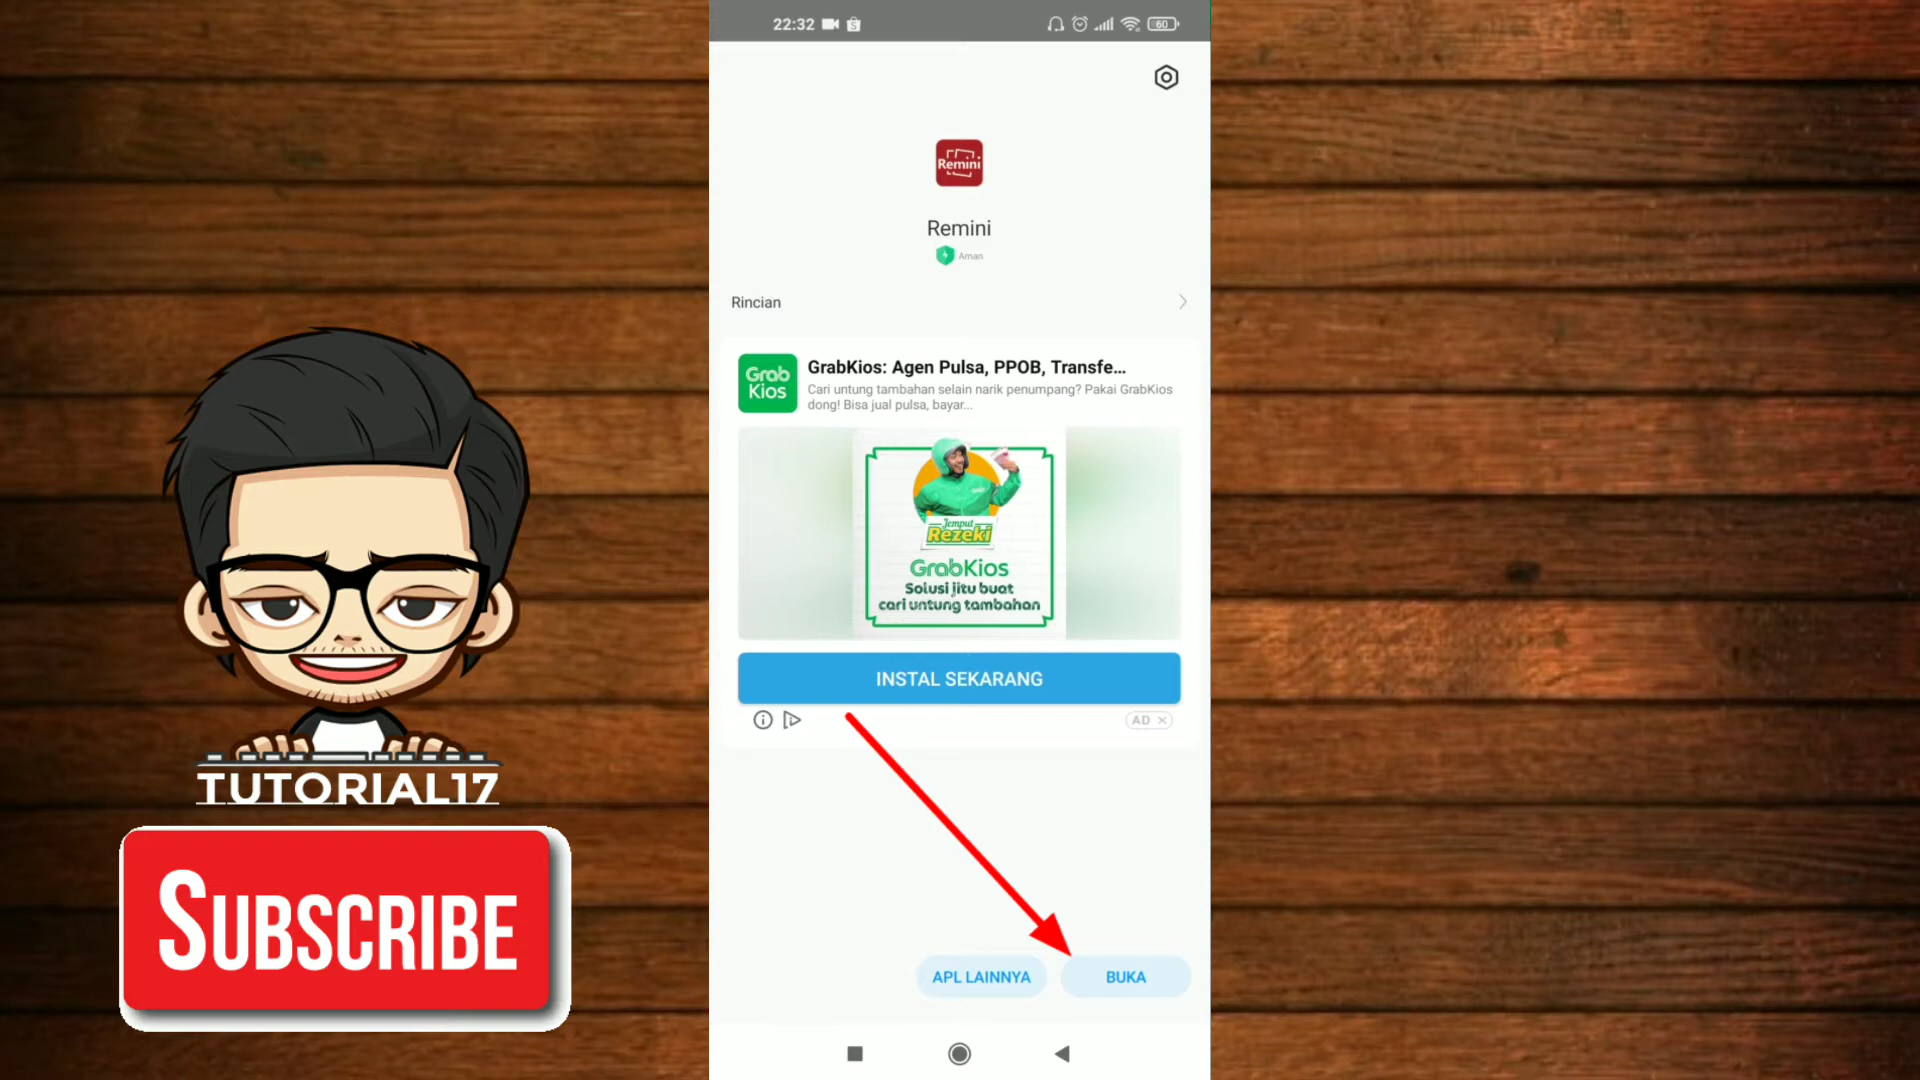 22:32
60
Remini
Remini
Aman
Rincian
Grab
Kios
GrabKios: Agen Pulsa, PPOB, Transfe...
Cari untung tambahan selain narik penumpang? Pakai GrabKios
dong! Bisa jual pulsa, bayar...
Jemput
Rezeki
GrabKios
Solusi jitu buat
cari untung tambahan
INSTAL SEKARANG
AD
APL LAINNYA
BUKA
TUTORIAL17
SUBSCRIBE